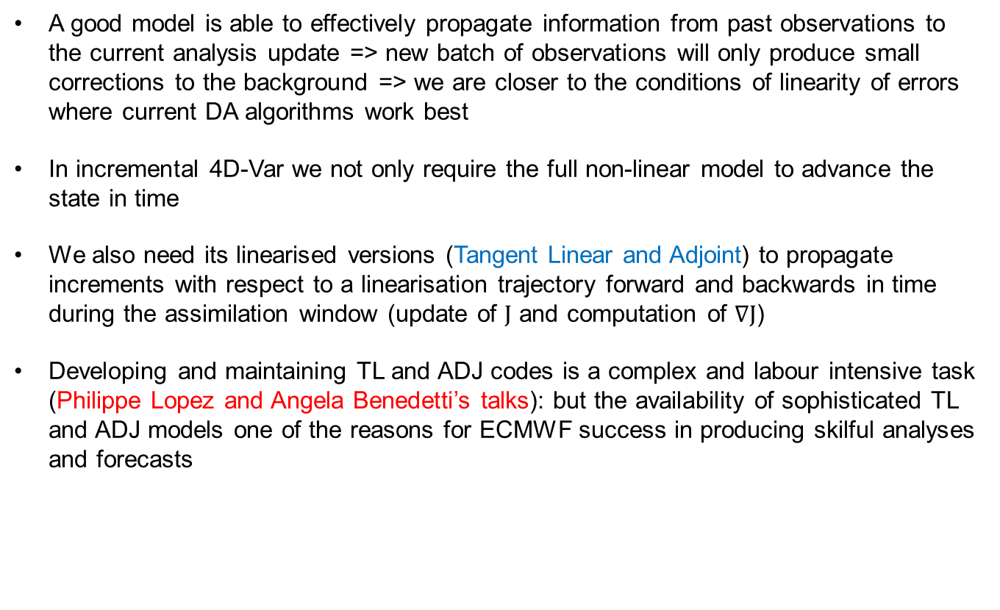 • A good model is able to effectively propagate information from past observations to
the current analysis update => new batch of observations will only produce small
corrections to the background => we are closer to the conditions of linearity of errors
where current DA algorithms work best
• In incremental 4D-Var we not only require the full non-linear model to advance the
state in time
• We also need its linearised versions (Tangent Linear and Adjoint) to propagate
increments with respect to a linearisation trajectory forward and backwards in time
during the assimilation window (update of J and computation of ∇J)
• Developing and maintaining TL and ADJ codes is a complex and labour intensive task
(Philippe Lopez and Angela Benedetti’s talks): but the availability of sophisticated TL
and ADJ models one of the reasons for ECMWF success in producing skilful analyses
and forecasts